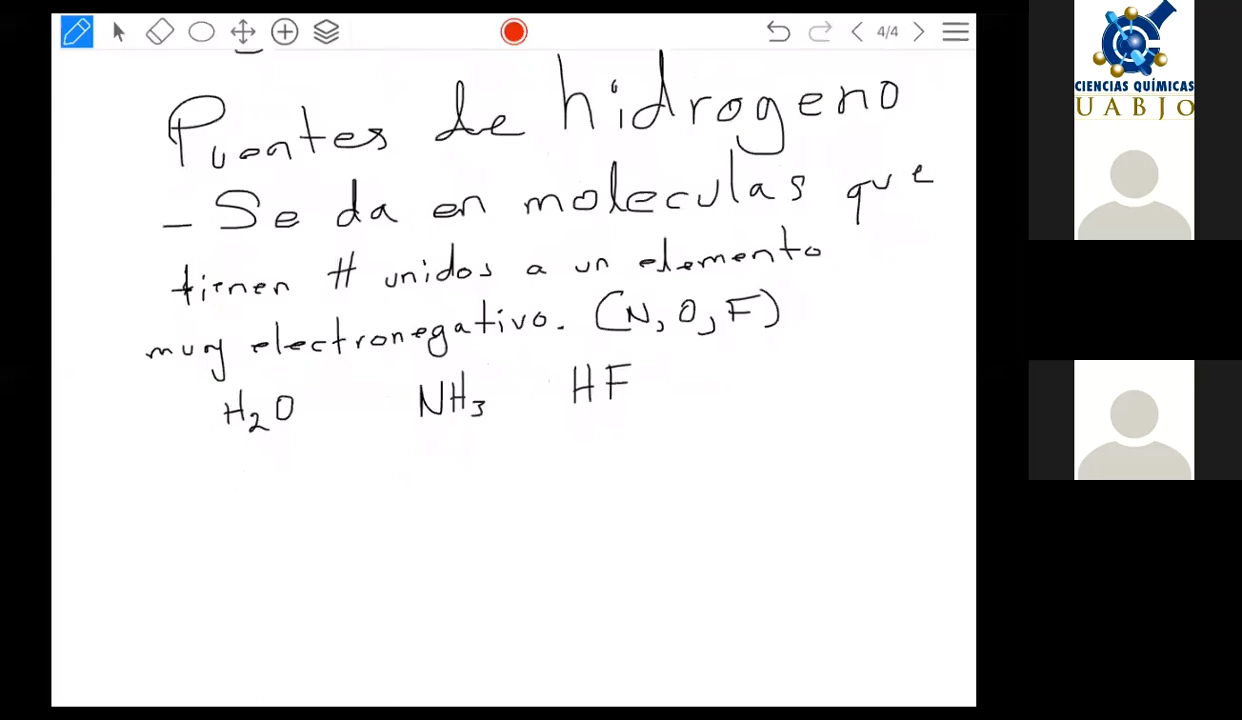 4/4
Puentes de hidrogeno
- Se da en moleculas que
tienen H unidos a un elemento
muy electronegativo. (N, O, F)
H₂O NH₃ HF
CIENCIAS QUÍMICAS
UABJO